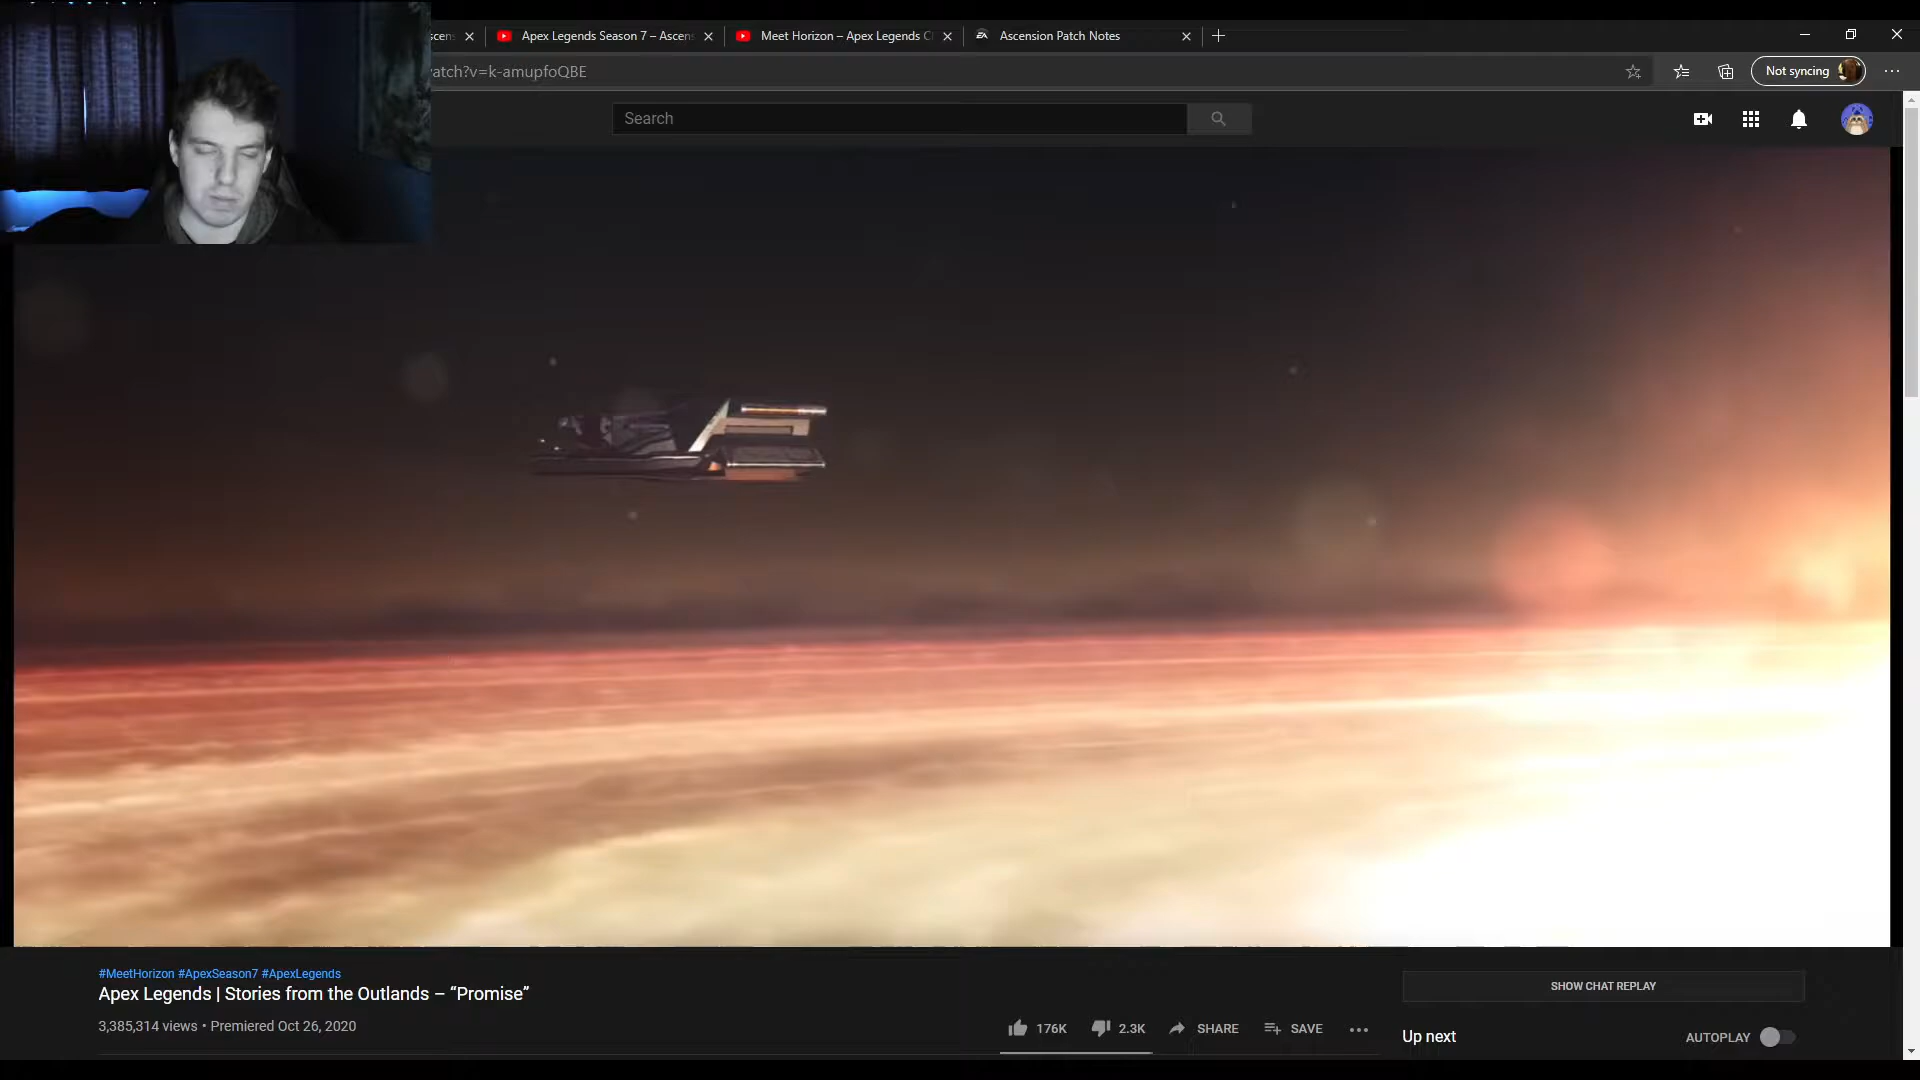 scen
Apex Legends Season 7 – Ascen
Meet Horizon – Apex Legends C
Ascension Patch Notes
atch?v=k-amupfoQBE
Not syncing
Search
#MeetHorizon #ApexSeason7 #ApexLegends
Apex Legends | Stories from the Outlands – “Promise”
3,385,314 views • Premiered Oct 26, 2020
176K
2.3K
SHARE
SAVE
SHOW CHAT REPLAY
Up next
AUTOPLAY